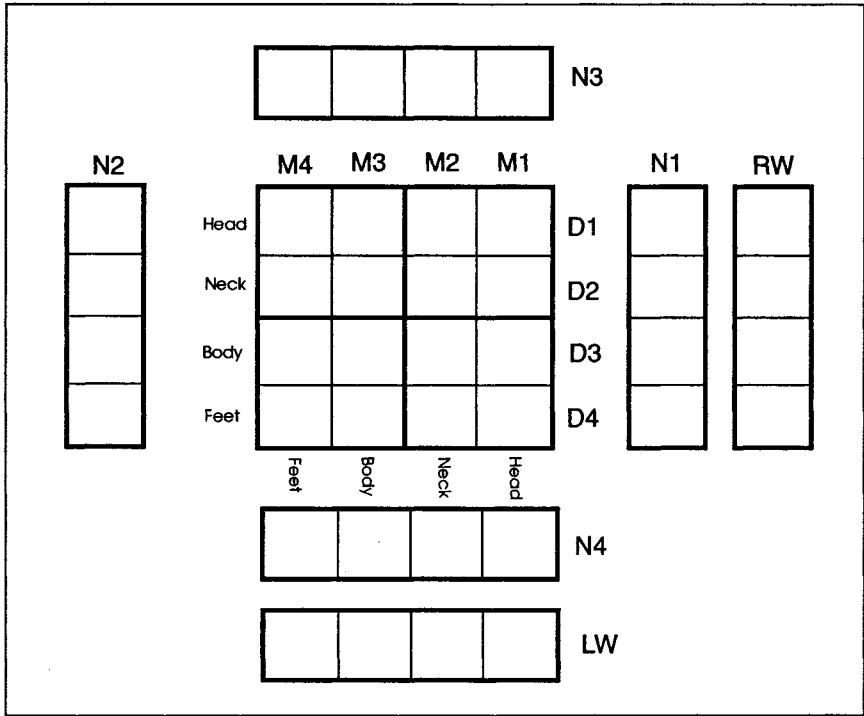 N3
N2 M4 M3 M2 M1 N1 RW
Head D1
Neck D2
Body D3
Feet D4
Feet Body Neck Head
N4
LW